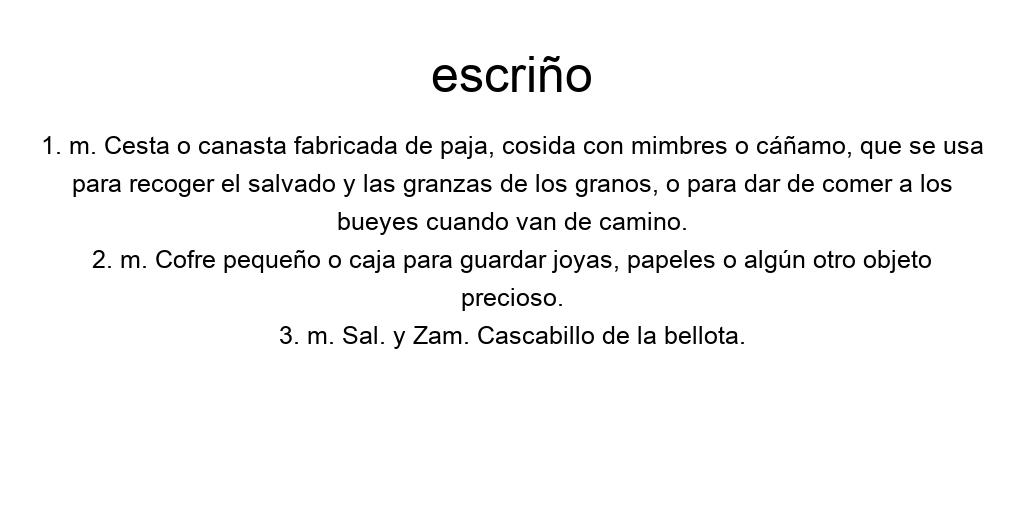 escriño
1. m. Cesta o canasta fabricada de paja, cosida con mimbres o cáñamo, que se usa
para recoger el salvado y las granzas de los granos, o para dar de comer a los
bueyes cuando van de camino.
2. m. Cofre pequeño o caja para guardar joyas, papeles o algún otro objeto
precioso.
3. m. Sal. y Zam. Cascabillo de la bellota.